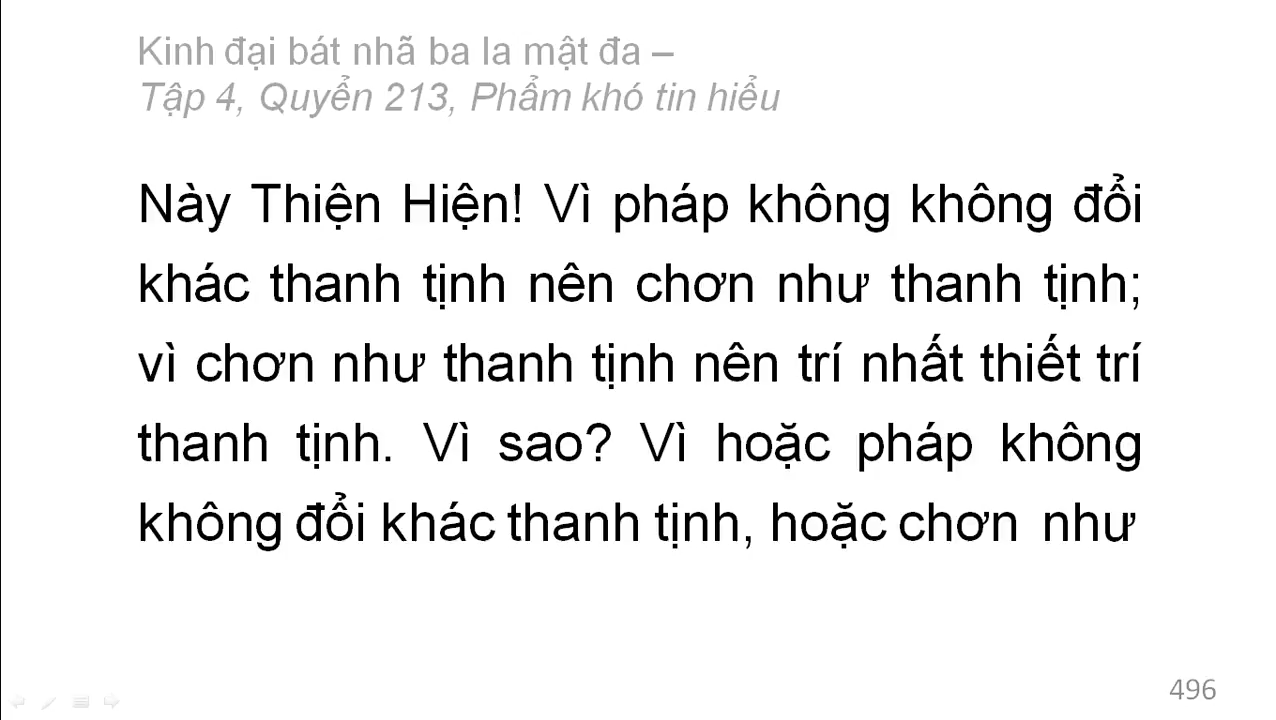 Kinh đại bát nhã ba la mật đa –
Tập 4, Quyển 213, Phẩm khó tin hiểu
Này Thiện Hiện! Vì pháp không không đổi
khác thanh tịnh nên chơn như thanh tịnh;
vì chơn như thanh tịnh nên trí nhất thiết trí
thanh tịnh. Vì sao? Vì hoặc pháp không
không đổi khác thanh tịnh, hoặc chơn như
496